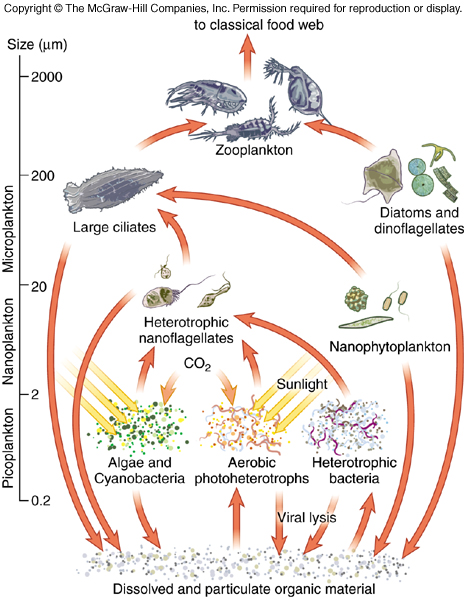 Copyright © The McGraw-Hill Companies, Inc. Permission required for reproduction or display.
to classical food web
Size (μm)
2000
Zooplankton
200
Large ciliates
Diatoms and
dinoflagellates
Microplankton
20
Heterotrophic
nanoflagellates
Nanophytoplankton
Nanoplankton
CO2
Sunlight
2
Algae and
Cyanobacteria
Aerobic
photoheterotrophs
Heterotrophic
bacteria
Picoplankton
0.2
Viral lysis
Dissolved and particulate organic material